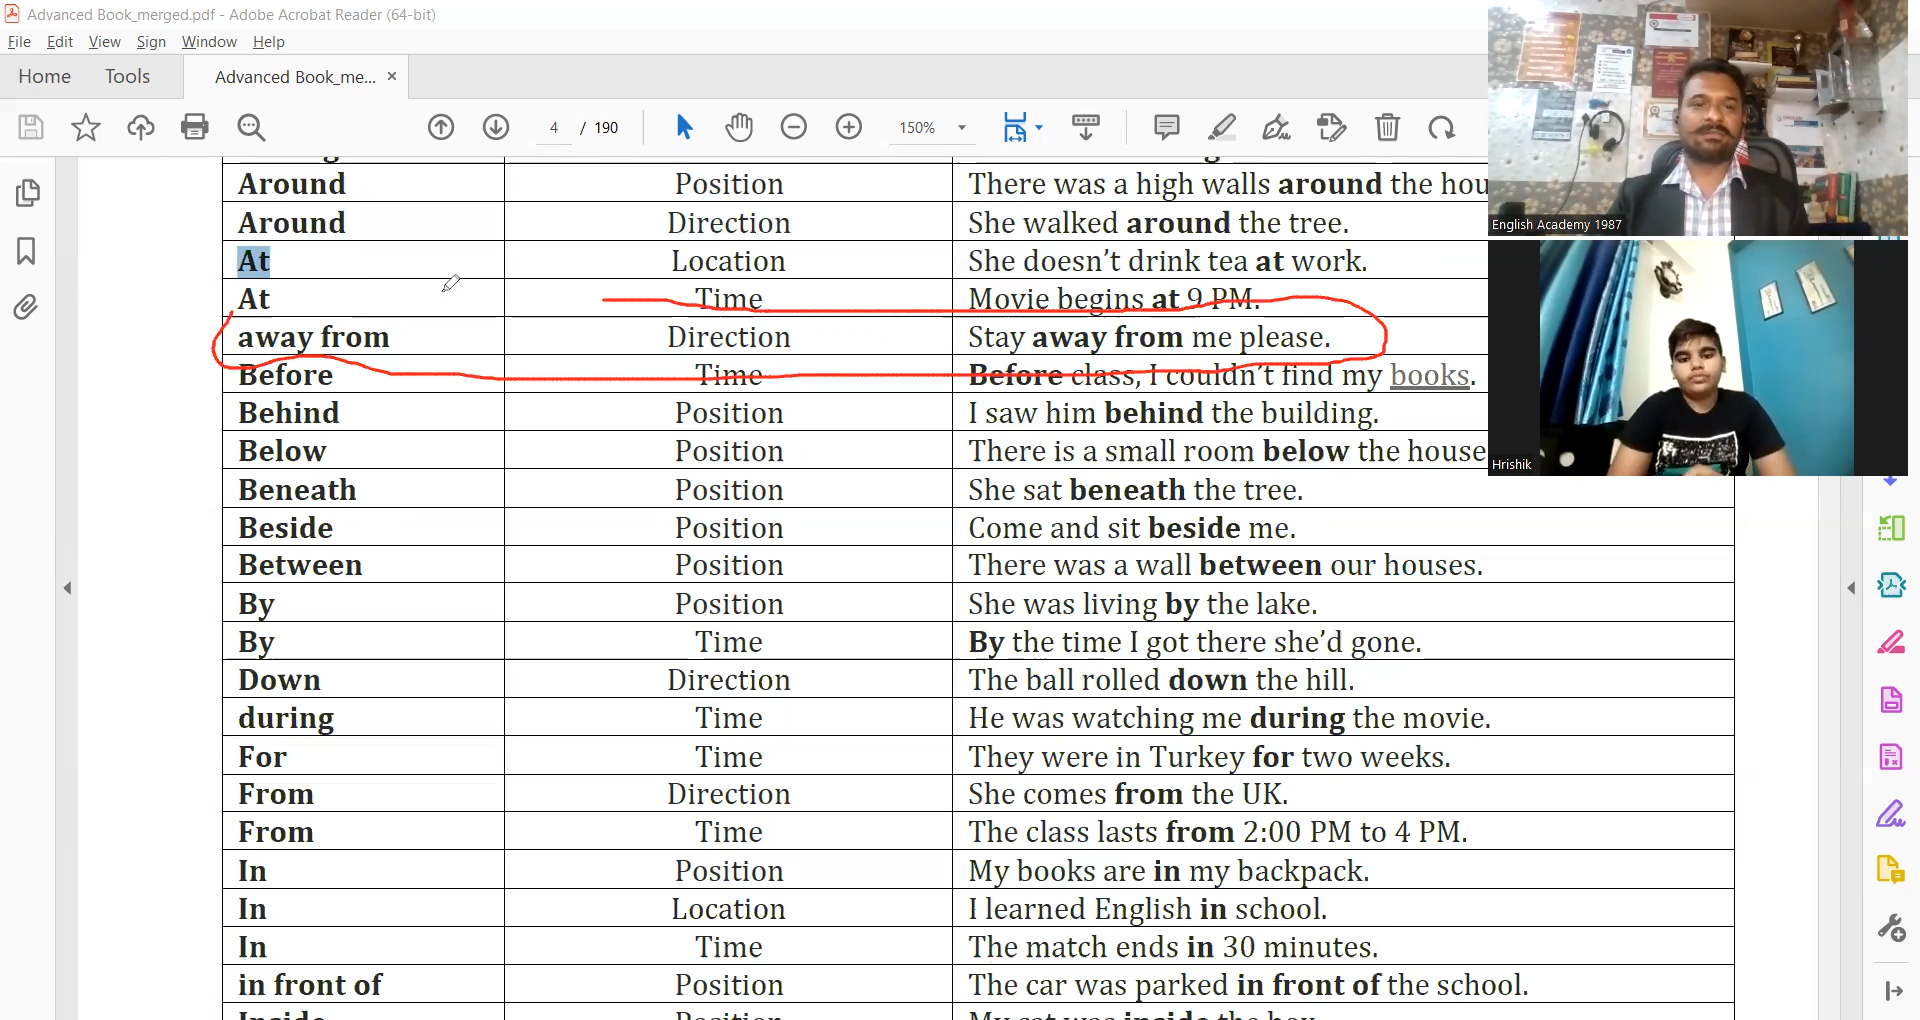 Advanced Book_merged.pdf - Adobe Acrobat Reader (64-bit)
File Edit View Sign Window Help
Home Tools Advanced Book_me... ×
4 / 190 150%
Around Position There was a high walls around the hou
Around Direction She walked around the tree.
At Location She doesn’t drink tea at work.
At Time Movie begins at 9 PM.
away from Direction Stay away from me please.
Before Time Before class, I couldn’t find my books.
Behind Position I saw him behind the building.
Below Position There is a small room below the house
Beneath Position She sat beneath the tree.
Beside Position Come and sit beside me.
Between Position There was a wall between our houses.
By Position She was living by the lake.
By Time By the time I got there she’d gone.
Down Direction The ball rolled down the hill.
during Time He was watching me during the movie.
For Time They were in Turkey for two weeks.
From Direction She comes from the UK.
From Time The class lasts from 2:00 PM to 4 PM.
In Position My books are in my backpack.
In Location I learned English in school.
In Time The match ends in 30 minutes.
in front of Position The car was parked in front of the school.
Inside Position My cat was inside the box.
English Academy 1987
Hrishik